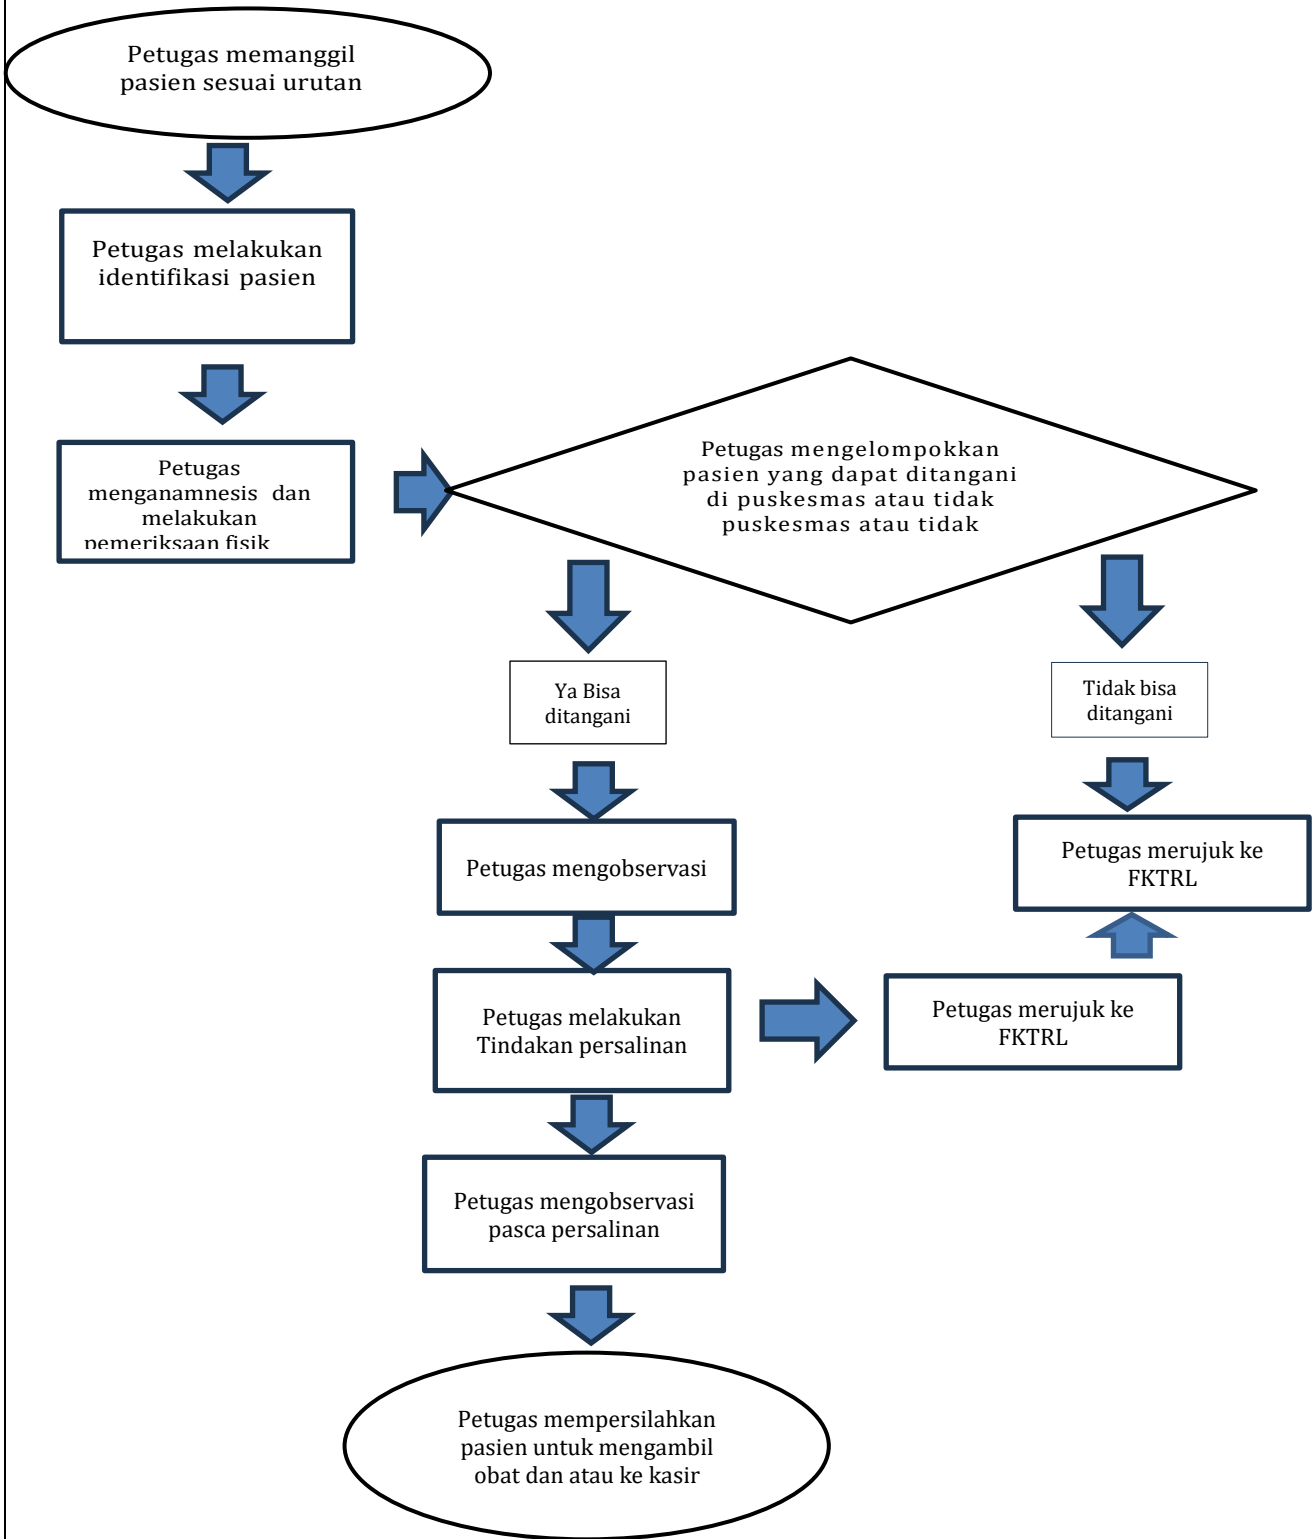 Petugas memanggil
pasien sesuai urutan
Petugas melakukan
identifikasi pasien
Petugas
menganamnesis dan
melakukan
pemeriksaan fisik
Petugas mengelompokkan
pasien yang dapat ditangani
di puskesmas atau tidak
puskesmas atau tidak
Ya Bisa
ditangani
Tidak bisa
ditangani
Petugas mengobservasi
Petugas merujuk ke
FKTRL
Petugas melakukan
Tindakan persalinan
Petugas merujuk ke
FKTRL
Petugas mengobservasi
pasca persalinan
Petugas mempersilahkan
pasien untuk mengambil
obat dan atau ke kasir